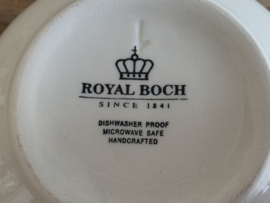 ROYAL BOCH
SINCE 1841
DISHWASHER PROOF
MICROWAVE SAFE
HANDCRAFTED